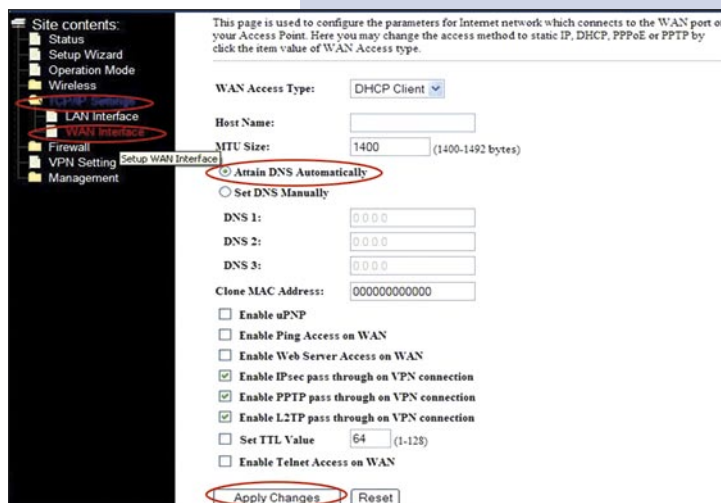 Site contents:
Status
Setup Wizard
Operation Mode
Wireless
TCP/IP Settings
LAN Interface
WAN Interface
Firewall
VPN Setting
Setup WAN Interface
Management
This page is used to configure the parameters for Internet network which connects to the WAN port of
your Access Point. Here you may change the access method to static IP, DHCP, PPPoE or PPTP by
click the item value of WAN Access type.
WAN Access Type: DHCP Client
Host Name:
MTU Size: 1400 (1400-1492 bytes)
Attain DNS Automatically
Set DNS Manually
DNS 1: 0.0.0.0
DNS 2: 0.0.0.0
DNS 3: 0.0.0.0
Clone MAC Address: 000000000000
Enable uPNP
Enable Ping Access on WAN
Enable Web Server Access on WAN
Enable IPsec pass through on VPN connection
Enable PPTP pass through on VPN connection
Enable L2TP pass through on VPN connection
Set TTL Value 64 (1-128)
Enable Telnet Access on WAN
Apply Changes Reset